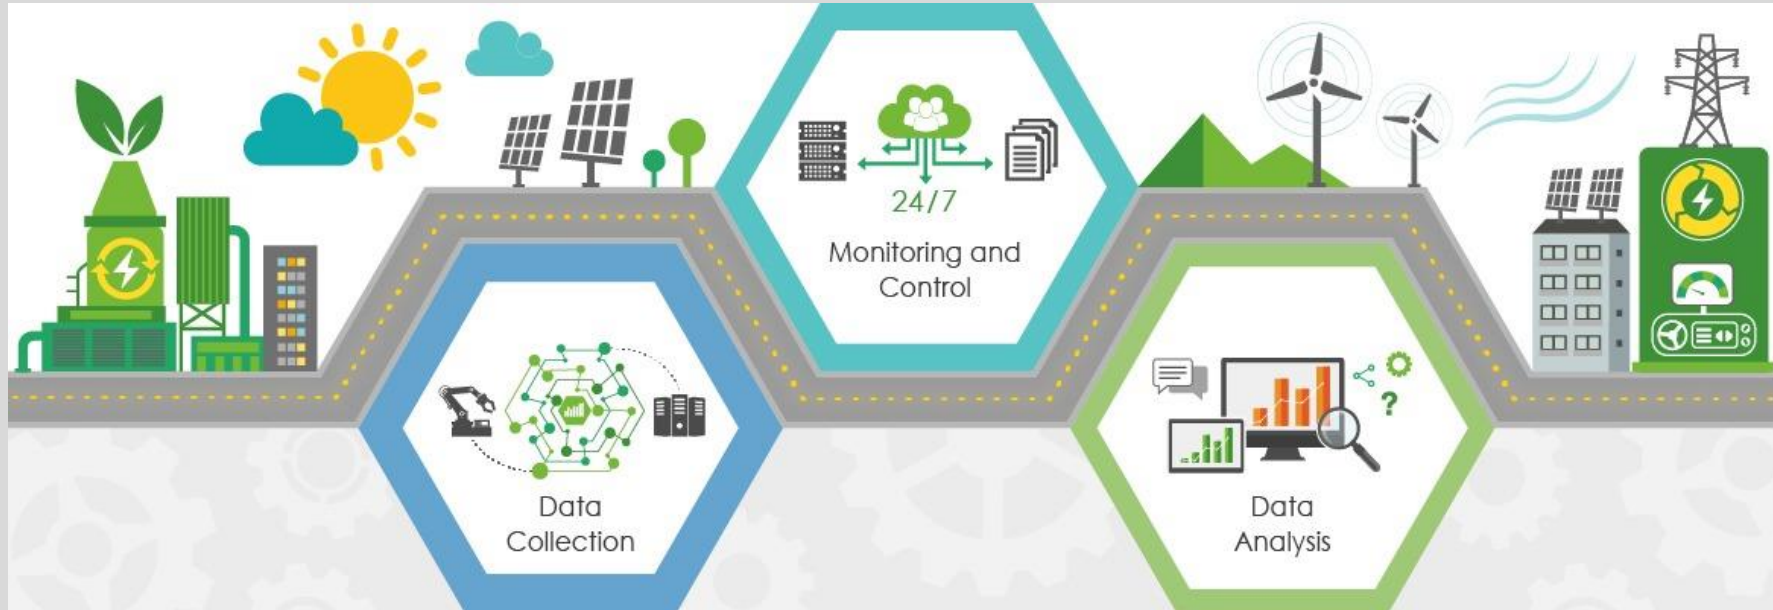 24/7
Monitoring and
Control
Data
Collection
Data
Analysis
?